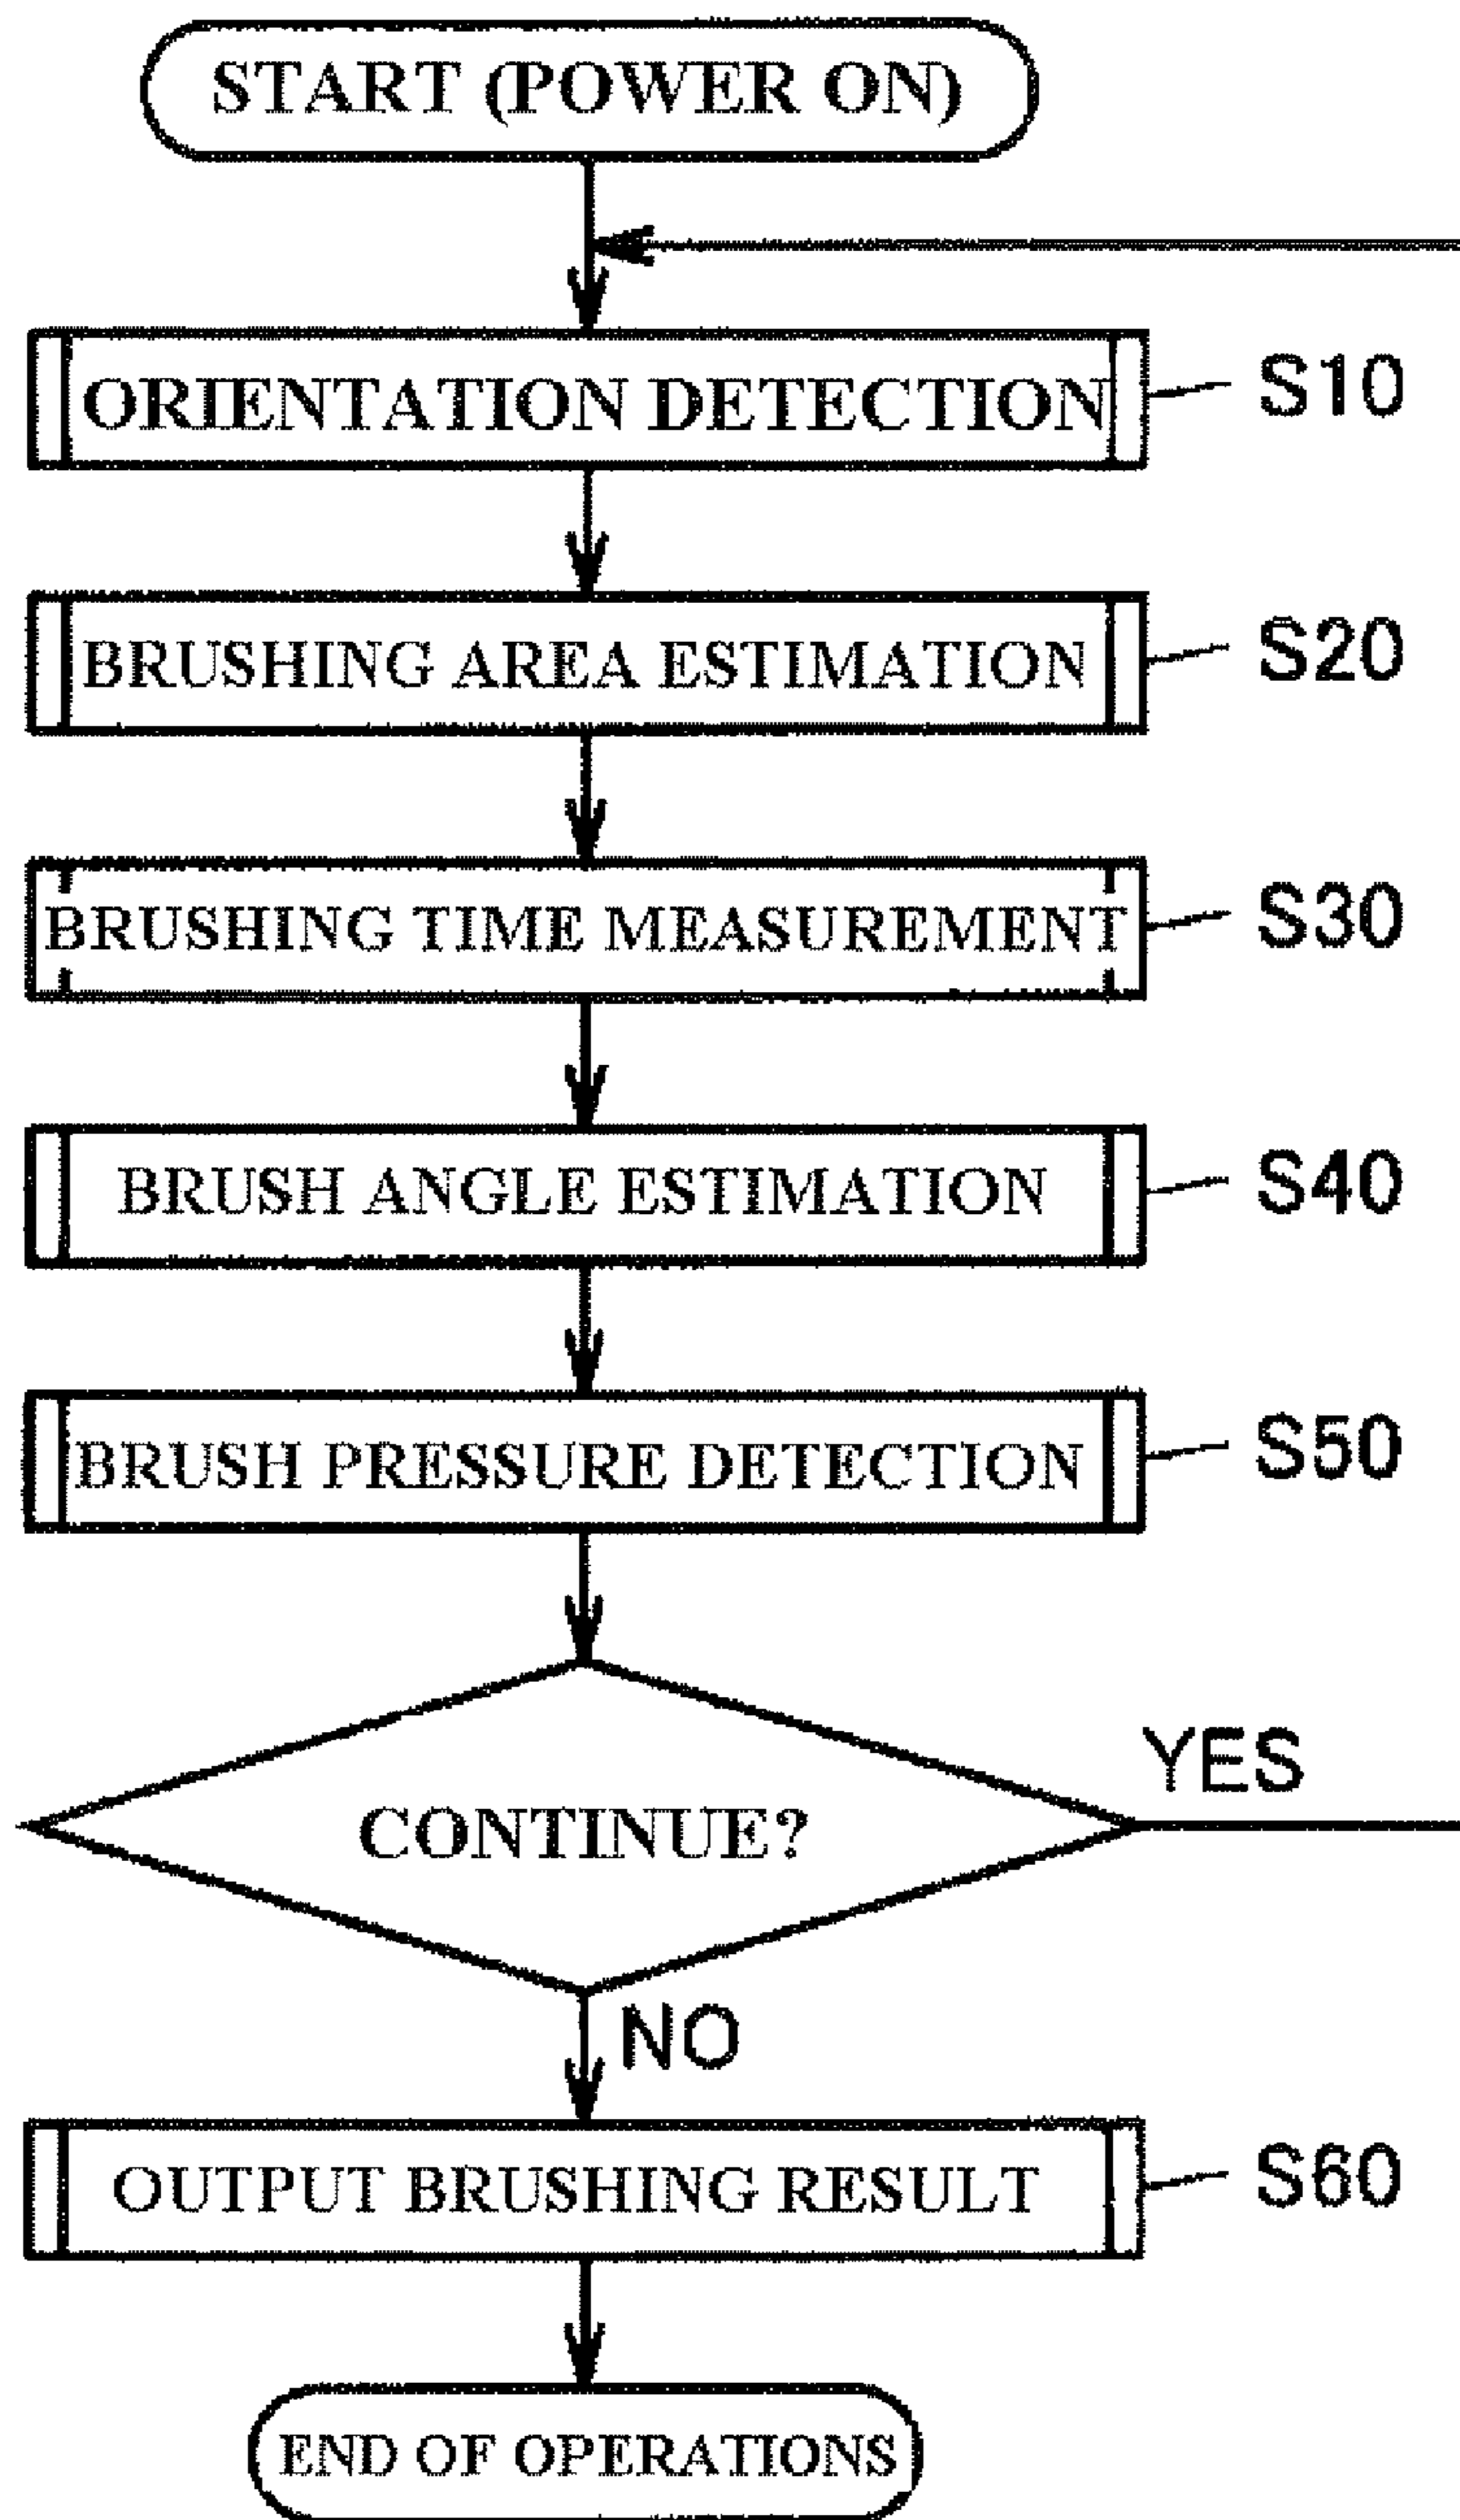 START (POWER ON)
ORIENTATION DETECTION S10
BRUSHING AREA ESTIMATION S20
BRUSHING TIME MEASUREMENT S30
BRUSH ANGLE ESTIMATION S40
BRUSH PRESSURE DETECTION S50
YES
CONTINUE?
NO
OUTPUT BRUSHING RESULT S60
END OF OPERATIONS